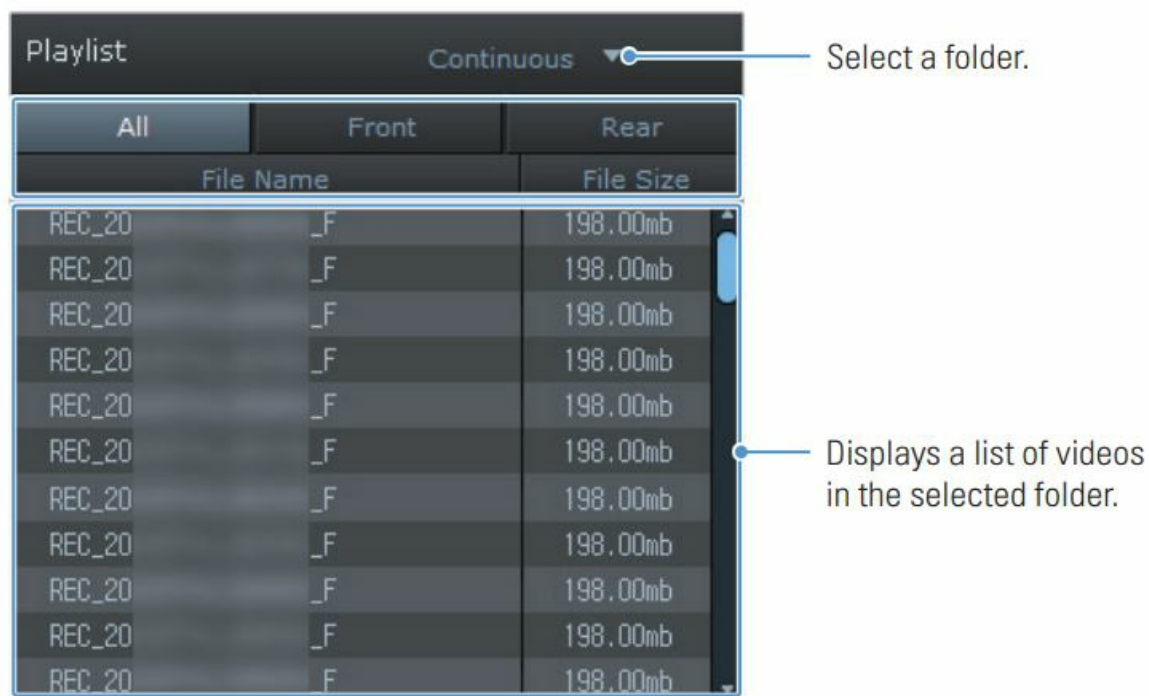 Playlist
Continuous
Select a folder.
All Front Rear
File Name File Size
REC_20 _F 198.00mb
REC_20 _F 198.00mb
REC_20 _F 198.00mb
REC_20 _F 198.00mb
REC_20 _F 198.00mb
REC_20 _F 198.00mb
Displays a list of videos
in the selected folder.
REC_20 _F 198.00mb
REC_20 _F 198.00mb
REC_20 _F 198.00mb
REC_20 _F 198.00mb
REC_20 _F 198.00mb